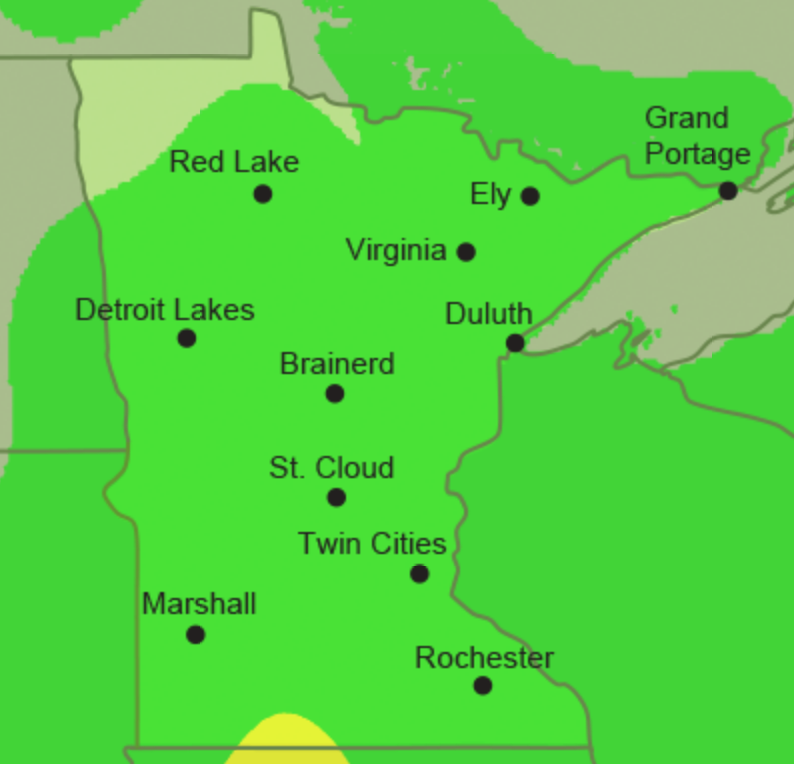 Grand
Portage
Red Lake
Ely
Virginia
Detroit Lakes
Duluth
Brainerd
St. Cloud
Twin Cities
Marshall
Rochester